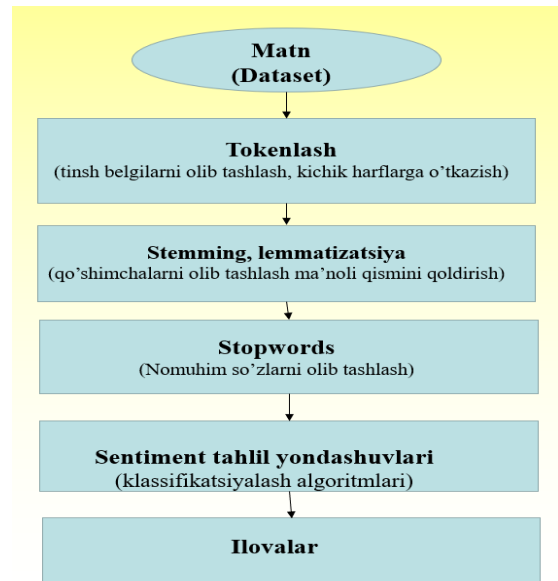 Matn
(Dataset)
Tokenlash
(tinsh belgilarni olib tashlash, kichik harflarga o’tkazish)
Stemming, lemmatizatsiya
(qo’shimchalarni olib tashlash ma’noli qismini qoldirish)
Stopwords
(Nomuhim so’zlarni olib tashlash)
Sentiment tahlil yondashuvlari
(klassifikatsiyalash algoritmlari)
Ilovalar